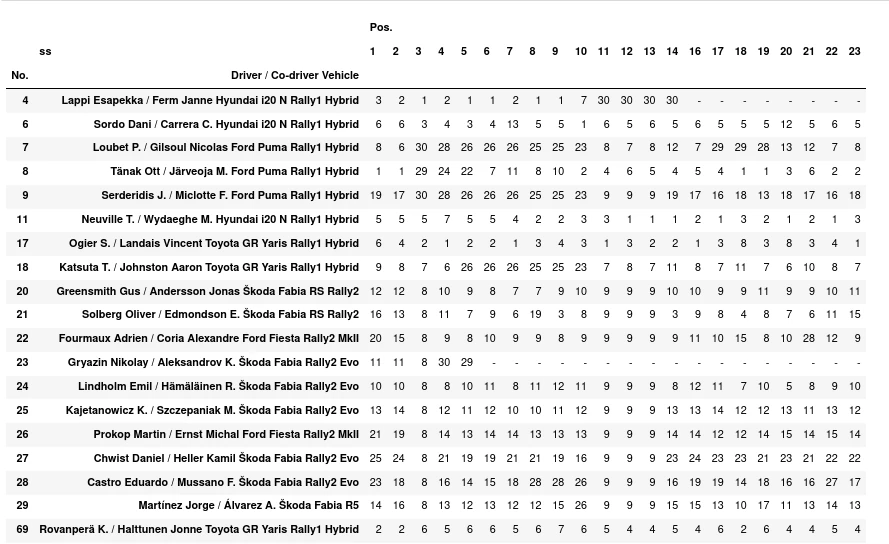 Pos.
ss 1 2 3 4 5 6 7 8 9 10 11 12 13 14 16 17 18 19 20 21 22 23
No. Driver / Co-driver Vehicle
4 Lappi Esapekka / Ferm Janne Hyundai i20 N Rally1 Hybrid 3 2 1 2 1 1 2 1 1 7 30 30 30 30 - - - - - - - -
6 Sordo Dani / Carrera C. Hyundai i20 N Rally1 Hybrid 6 6 3 4 3 4 13 5 5 1 6 5 6 5 6 5 5 5 12 5 6 5
7 Loubet P. / Gilsoul Nicolas Ford Puma Rally1 Hybrid 8 6 30 28 26 26 26 25 25 23 8 7 8 12 7 29 29 28 13 12 7 8
8 Tänak Ott / Järveoja M. Ford Puma Rally1 Hybrid 1 1 29 24 22 7 11 8 10 2 4 6 5 4 5 4 1 1 3 6 2 2
9 Serderidis J. / Miclotte F. Ford Puma Rally1 Hybrid 19 17 30 28 26 26 26 25 25 23 9 9 9 19 17 16 18 13 18 17 16 18
11 Neuville T. / Wydaeghe M. Hyundai i20 N Rally1 Hybrid 5 5 5 7 5 5 4 2 2 3 3 1 1 1 2 1 3 2 1 2 1 3
17 Ogier S. / Landais Vincent Toyota GR Yaris Rally1 Hybrid 6 4 2 1 2 2 1 3 4 3 1 3 2 2 1 3 8 3 8 3 4 1
18 Katsuta T. / Johnston Aaron Toyota GR Yaris Rally1 Hybrid 9 8 7 6 26 26 26 25 25 23 7 8 7 11 8 7 11 7 6 10 8 7
20 Greensmith Gus / Andersson Jonas Škoda Fabia RS Rally2 12 12 8 10 9 8 7 7 9 10 9 9 9 10 10 9 9 11 9 9 10 11
21 Solberg Oliver / Edmondson E. Škoda Fabia RS Rally2 16 13 8 11 7 9 6 19 3 8 9 9 9 3 9 8 4 8 7 6 11 15
22 Fourmaux Adrien / Coria Alexandre Ford Fiesta Rally2 MkII 20 15 8 9 8 10 9 9 8 9 9 9 9 9 11 10 15 8 10 28 12 9
23 Gryazin Nikolay / Aleksandrov K. Škoda Fabia Rally2 Evo 11 11 8 30 29 - - - - - - - - - - - - - - - - -
24 Lindholm Emil / Hämäläinen R. Škoda Fabia Rally2 Evo 10 10 8 8 10 11 8 11 12 11 9 9 9 8 12 11 7 10 5 8 9 10
25 Kajetanowicz K. / Szczepaniak M. Škoda Fabia Rally2 Evo 13 14 8 12 11 12 10 10 11 12 9 9 9 13 13 14 12 12 13 11 13 12
26 Prokop Martin / Ernst Michal Ford Fiesta Rally2 MkII 21 19 8 14 13 14 14 13 13 13 9 9 9 14 14 12 12 14 15 14 15 14
27 Chwist Daniel / Heller Kamil Škoda Fabia Rally2 Evo 25 24 8 21 19 19 21 21 19 16 9 9 9 23 24 23 23 21 23 21 22 22
28 Castro Eduardo / Mussano F. Škoda Fabia Rally2 Evo 23 18 8 16 14 15 18 28 28 26 9 9 9 16 19 19 14 18 16 16 27 17
29 Martínez Jorge / Álvarez A. Škoda Fabia R5 14 16 8 13 12 13 12 12 15 26 9 9 9 15 15 13 10 17 11 13 14 13
69 Rovanperä K. / Halttunen Jonne Toyota GR Yaris Rally1 Hybrid 2 2 6 5 6 6 5 6 7 6 5 4 4 5 4 6 2 6 4 4 5 4